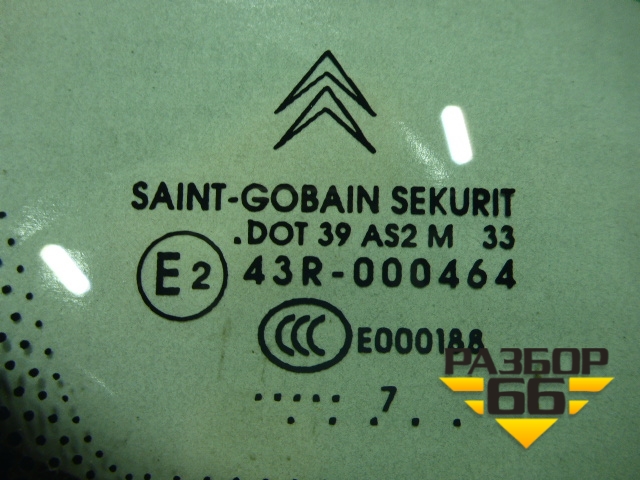 SAINT-GOBAIN SEKURIT
.DOT 39 AS2 M 33
E2 43R-000464
CCC E000188
..... 7
РАЗБОР
66